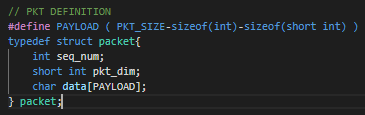 // PKT DEFINITION
#define PAYLOAD ( PKT_SIZE-sizeof(int)-sizeof(short int) )
typedef struct packet{
    int seq_num;
    short int pkt_dim;
    char data[PAYLOAD];
} packet;